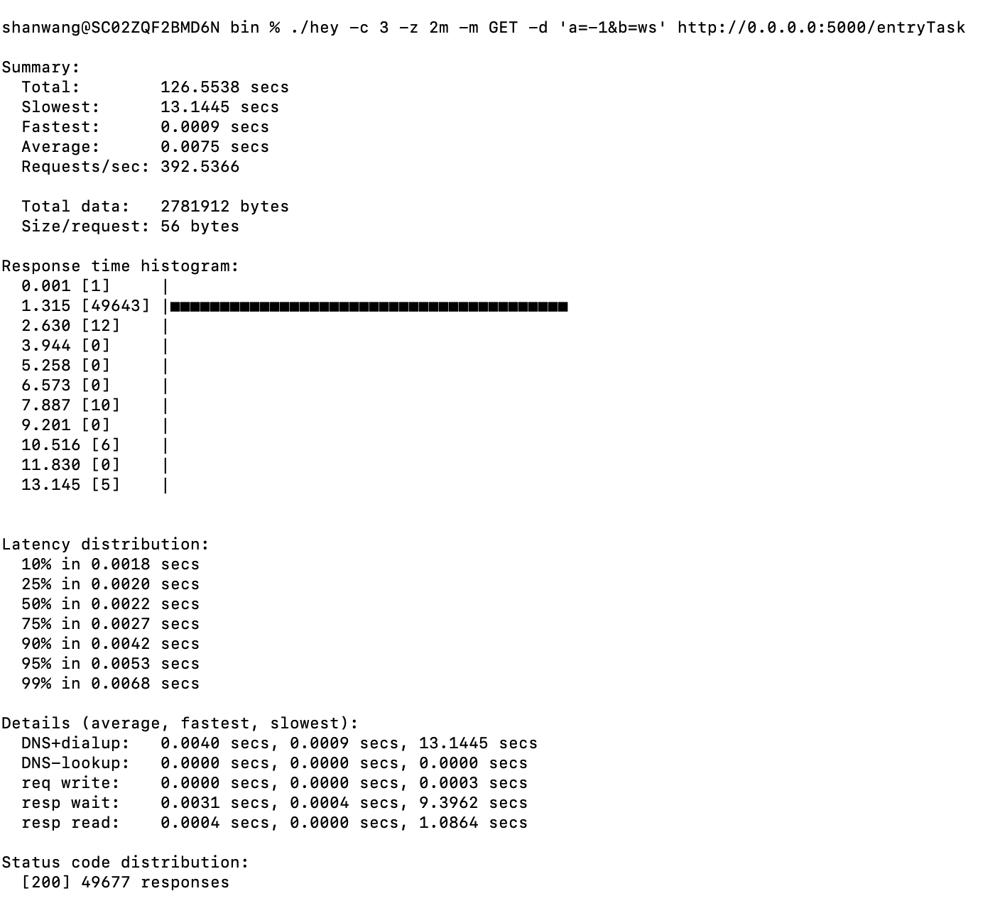 shanwang@SC02ZQF2BMD6N bin % ./hey -c 3 -z 2m -m GET -d 'a=-1&b=ws' http://0.0.0.0:5000/entryTask
Summary:
Total: 126.5538 secs
Slowest: 13.1445 secs
Fastest: 0.0009 secs
Average: 0.0075 secs
Requests/sec: 392.5366
Total data: 2781912 bytes
Size/request: 56 bytes
Response time histogram:
0.001 [1] |
1.315 [49643] |■■■■■■■■■■■■■■■■■■■■■■■■■■■■■■■■■■■■■■■■
2.630 [12] |
3.944 [0] |
5.258 [0] |
6.573 [0] |
7.887 [10] |
9.201 [0] |
10.516 [6] |
11.830 [0] |
13.145 [5] |
Latency distribution:
10% in 0.0018 secs
25% in 0.0020 secs
50% in 0.0022 secs
75% in 0.0027 secs
90% in 0.0042 secs
95% in 0.0053 secs
99% in 0.0068 secs
Details (average, fastest, slowest):
DNS+dialup: 0.0040 secs, 0.0009 secs, 13.1445 secs
DNS-lookup: 0.0000 secs, 0.0000 secs, 0.0000 secs
req write: 0.0000 secs, 0.0000 secs, 0.0003 secs
resp wait: 0.0031 secs, 0.0004 secs, 9.3962 secs
resp read: 0.0004 secs, 0.0000 secs, 1.0864 secs
Status code distribution:
[200] 49677 responses